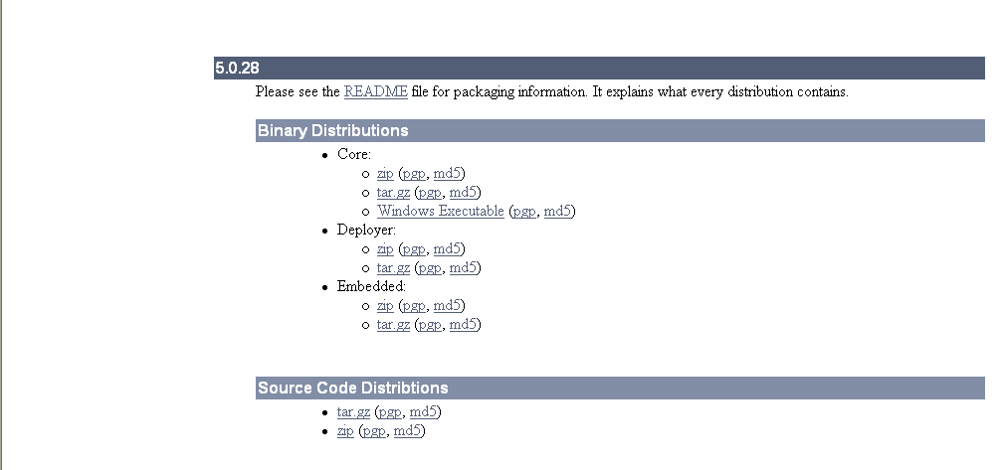 5.0.28
Please see the README file for packaging information. It explains what every distribution contains.
Binary Distributions
Core:
zip (pgp, md5)
tar.gz (pgp, md5)
Windows Executable (pgp, md5)
Deployer:
zip (pgp, md5)
tar.gz (pgp, md5)
Embedded:
zip (pgp, md5)
tar.gz (pgp, md5)
Source Code Distribtions
tar.gz (pgp, md5)
zip (pgp, md5)